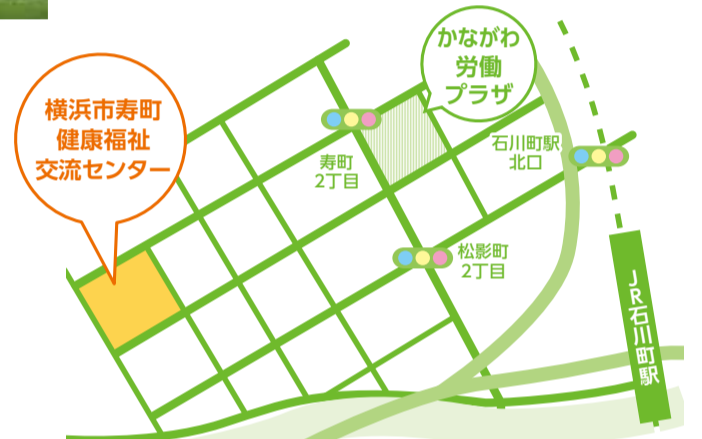 横浜市寿町
健康福祉
交流センター
かながわ
労働
プラザ
寿町
2丁目
石川町駅
北口
松影町
2丁目
JR石川町駅